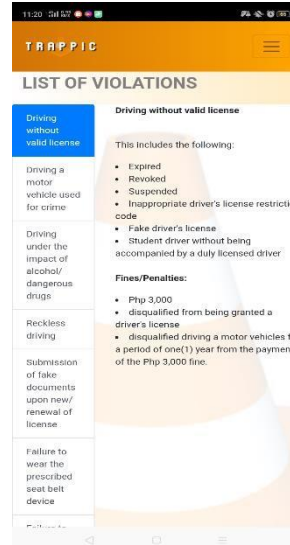 11:20
TRAPPIC
LIST OF VIOLATIONS
Driving
without
valid license
Driving a
motor
vehicle used
for crime
Driving
under the
impact of
alcohol/
dangerous
drugs
Reckless
driving
Submission
of fake
documents
upon new/
renewal of
license
Failure to
wear the
prescribed
seat belt
device
Driving without valid license
This includes the following:
• Expired
• Revoked
• Suspended
• Inappropriate driver's license restricti
code
• Fake driver's license
• Student driver without being
accompanied by a duly licensed driver
Fines/Penalties:
• Php 3,000
• disqualified from being granted a
driver's license
• disqualified driving a motor vehicles f
a period of one(1) year from the paymen
of the Php 3,000 fine.